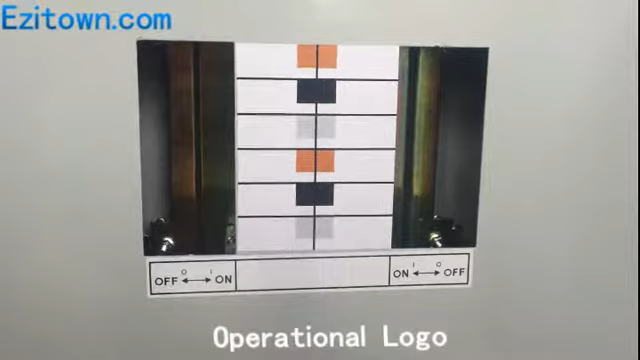 Ezitown.com
O I
OFF ↔ ON
I O
ON ↔ OFF
Operational Logo